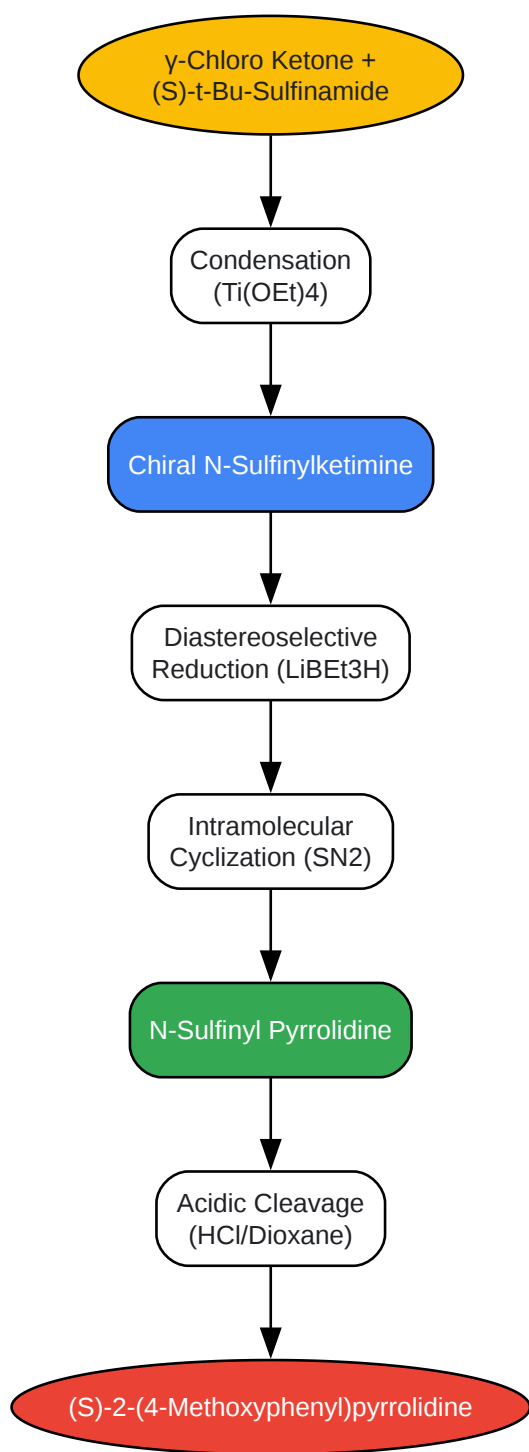 γ-Chloro Ketone +
(S)-t-Bu-Sulfinamide
Condensation
(Ti(OEt)4)
Chiral N-Sulfinylketimine
Diastereoselective
Reduction (LiBEt3H)
Intramolecular
Cyclization (SN2)
N-Sulfinyl Pyrrolidine
Acidic Cleavage
(HCl/Dioxane)
(S)-2-(4-Methoxyphenyl)pyrrolidine